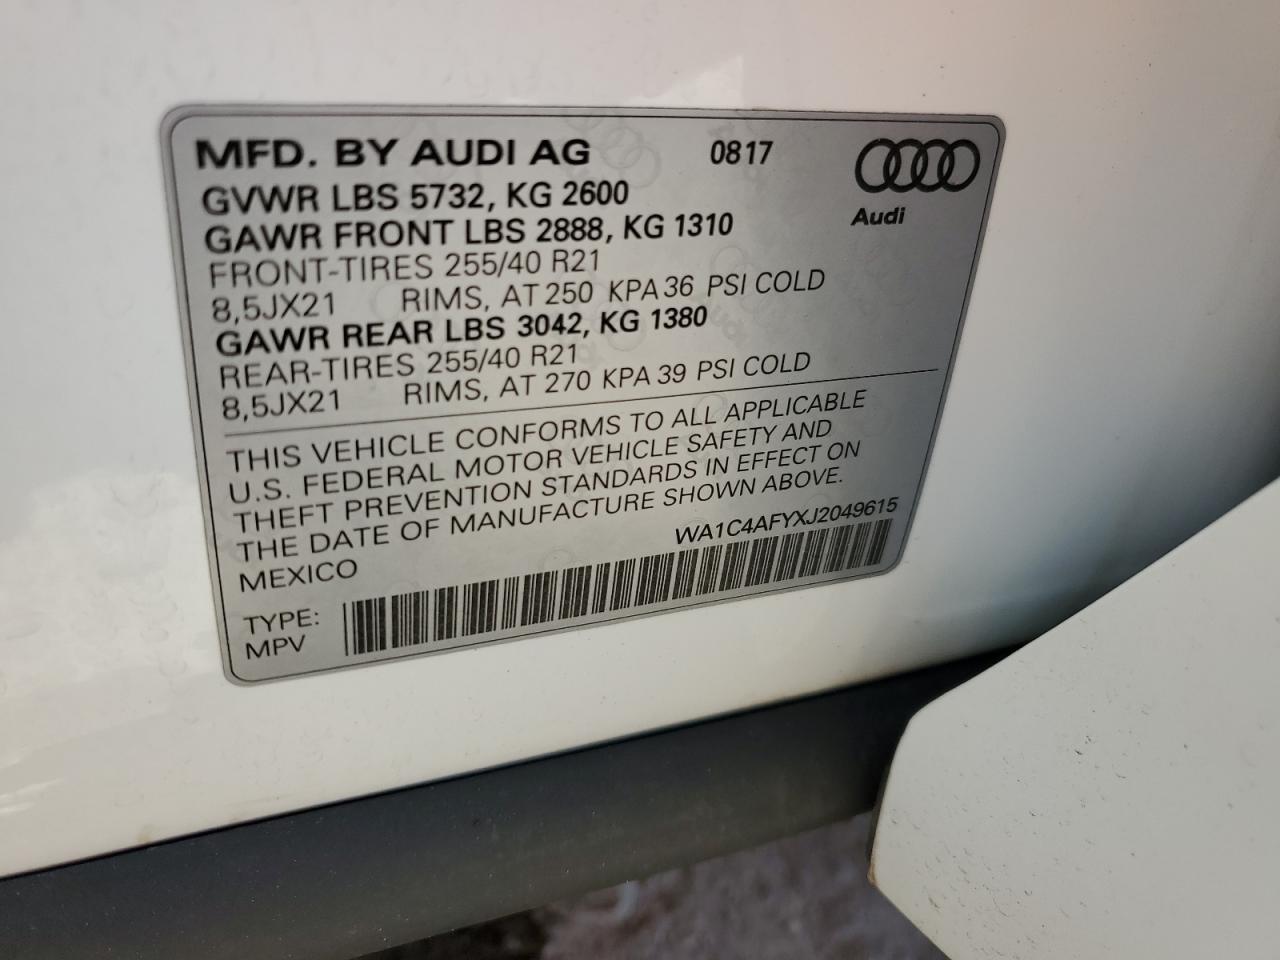 MFD. BY AUDI AG 0817
Audi
GVWR LBS 5732, KG 2600
GAWR FRONT LBS 2888, KG 1310
FRONT-TIRES 255/40 R21
8,5JX21 RIMS, AT 250 KPA 36 PSI COLD
GAWR REAR LBS 3042, KG 1380
REAR-TIRES 255/40 R21
8,5JX21 RIMS, AT 270 KPA 39 PSI COLD
THIS VEHICLE CONFORMS TO ALL APPLICABLE
U.S. FEDERAL MOTOR VEHICLE SAFETY AND
THEFT PREVENTION STANDARDS IN EFFECT ON
THE DATE OF MANUFACTURE SHOWN ABOVE.
MEXICO WA1C4AFYXJ2049615
TYPE:
MPV